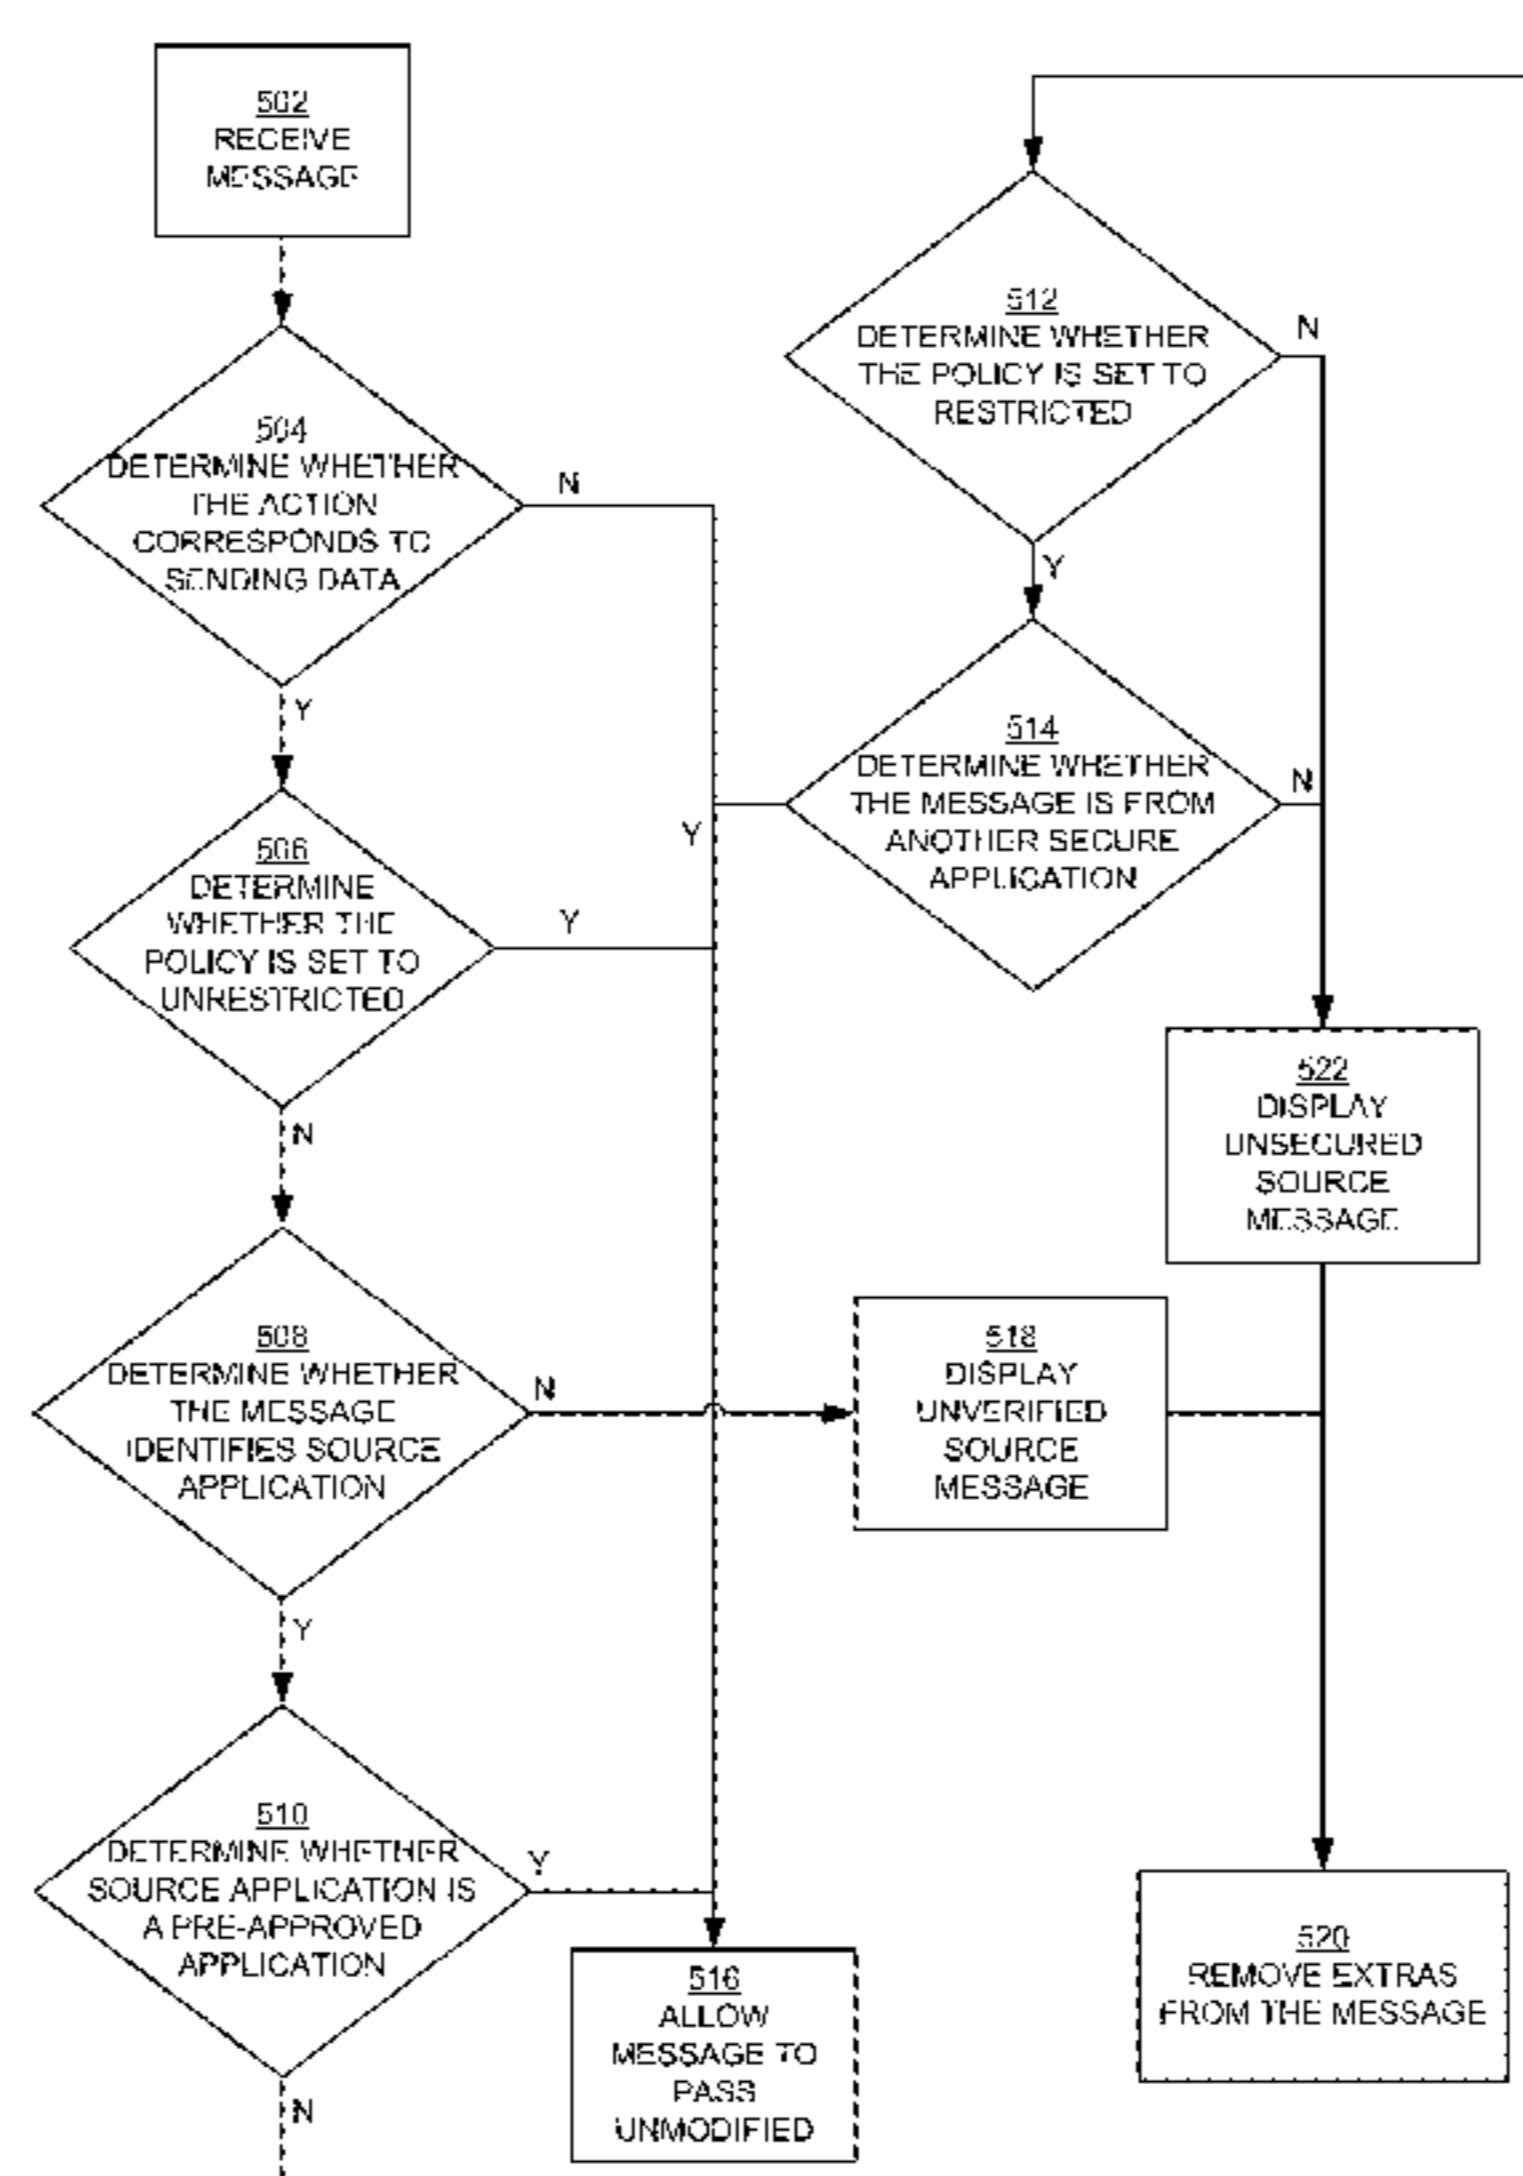 502
RECEIVE
MESSAGE
504
DETERMINE WHETHER
THE ACTION
CORRESPONDS TO
SENDING DATA
N
Y
506
DETERMINE
WHETHER THE
POLICY IS SET TO
UNRESTRICTED
Y
N
508
DETERMINE WHETHER
THE MESSAGE
IDENTIFIES SOURCE
APPLICATION
N
Y
510
DETERMINE WHETHER
SOURCE APPLICATION IS
A PRE-APPROVED
APPLICATION
Y
N
512
DETERMINE WHETHER
THE POLICY IS SET TO
RESTRICTED
N
Y
514
DETERMINE WHETHER
THE MESSAGE IS FROM
ANOTHER SECURE
APPLICATION
Y
N
522
DISPLAY
UNSECURED
SOURCE
MESSAGE
518
DISPLAY
UNVERIFIED
SOURCE
MESSAGE
516
ALLOW
MESSAGE TO
PASS
UNMODIFIED
520
REMOVE EXTRAS
FROM THE MESSAGE